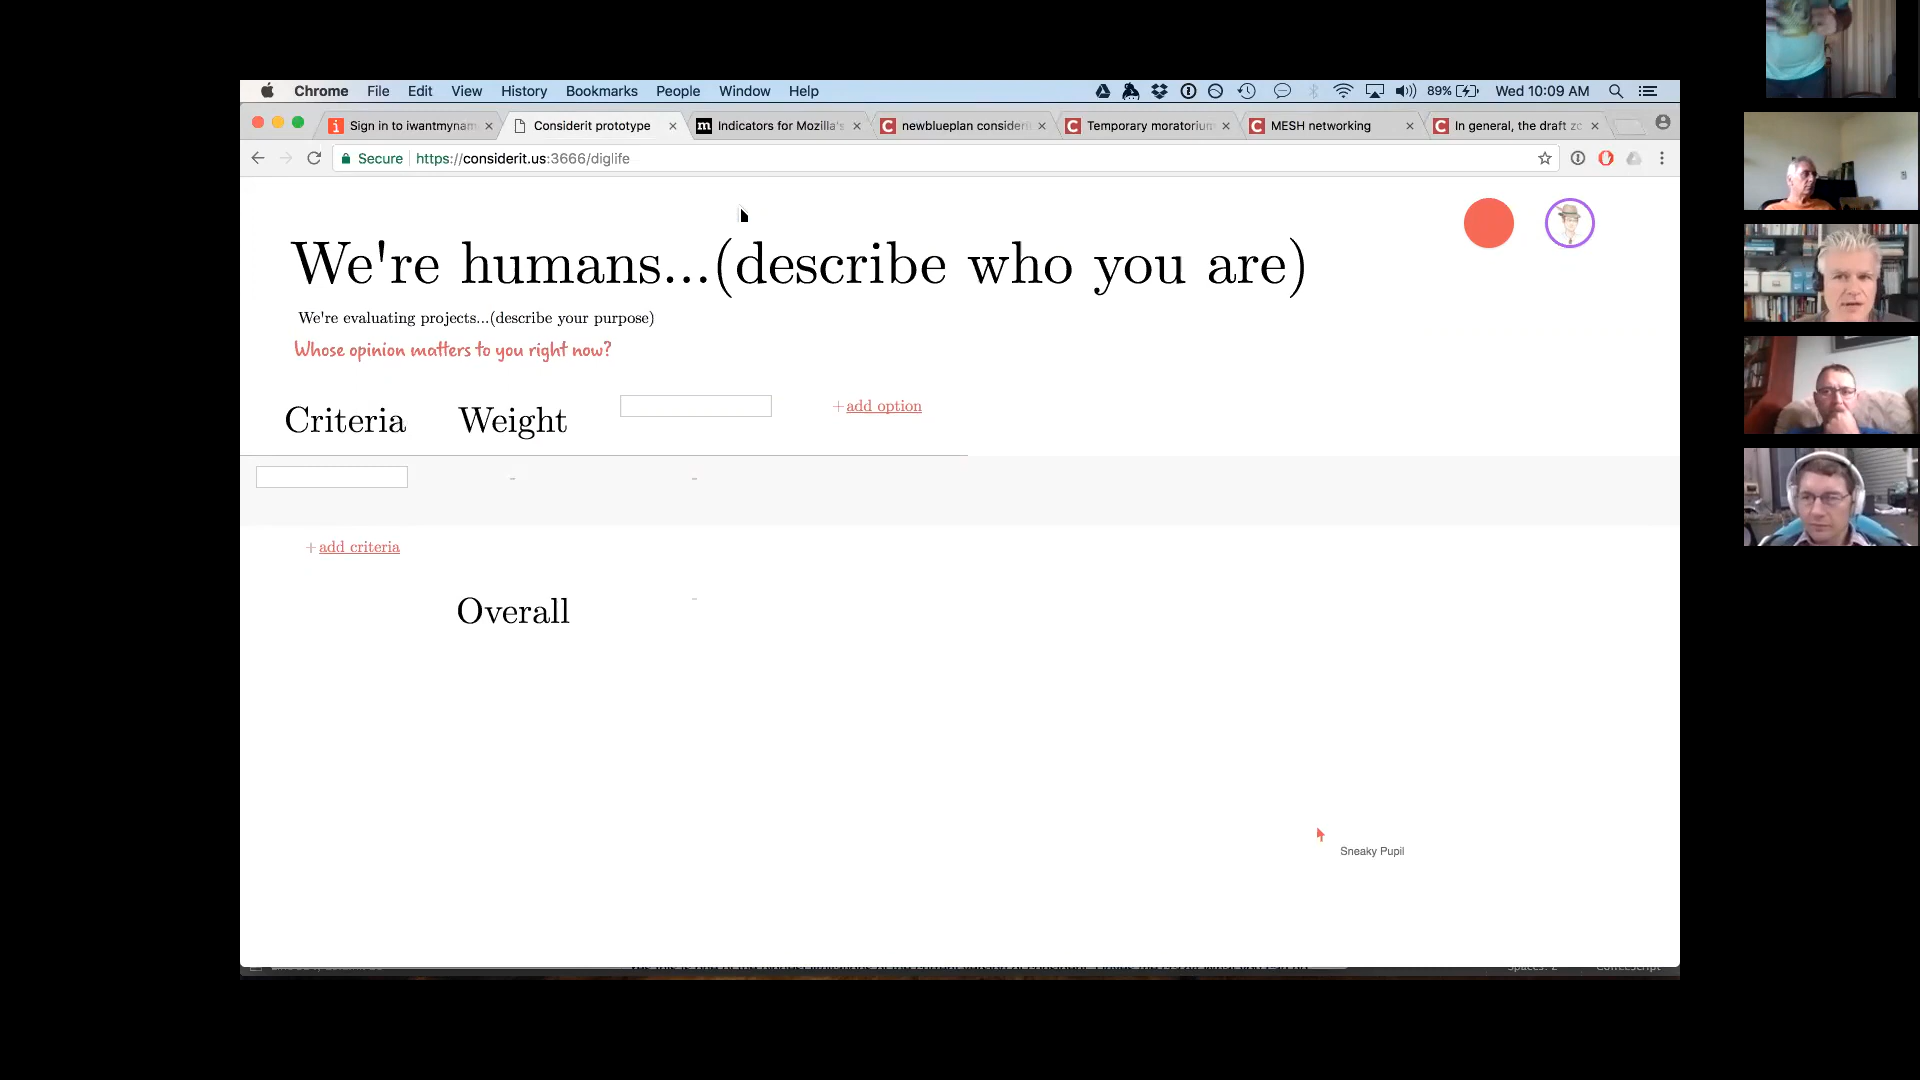 Chrome File Edit View History Bookmarks People Window Help 89% Wed 10:09 AM
Sign in to iwantmynam Considerit prototype Indicators for Mozilla's newblueplan considerit Temporary moratorium MESH networking In general, the draft zo
Secure https://considerit.us:3666/diglife
We're humans...(describe who you are)
We're evaluating projects...(describe your purpose)
Whose opinion matters to you right now?
Criteria Weight +add option
- -
+add criteria
Overall -
Sneaky Pupil